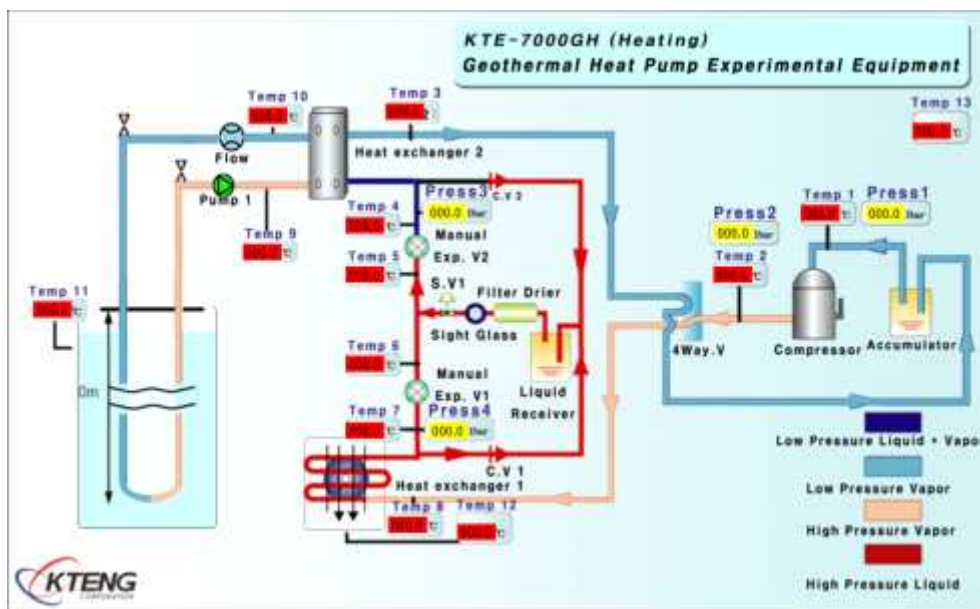 KTE-7000GH (Heating)
Geothermal Heat Pump Experimental Equipment
Temp 10
℃
Temp 3
Temp 13
℃
Flow
Heat exchanger 2
Pump 1
Temp 9
℃
Temp 4
℃
Press3
000.0 Bar
C.V 2
Manual
Exp. V2
Temp 5
℃
S.V1
Filter Drier
Sight Glass
Temp 6
℃
Manual
Exp. V1
Liquid
Receiver
Temp 7
℃
Press4
000.0 Bar
C.V 1
Heat exchanger 1
Temp 8
℃
Temp 12
℃
Temp 11
℃
0m
Press2
000.0 Bar
Temp 2
℃
Temp 1
℃
Press1
000.0 Bar
4Way.V
Compressor
Accumulator
Low Pressure Liquid + Vapo
Low Pressure Vapor
High Pressure Vapor
High Pressure Liquid
KTENG
CORPORATION